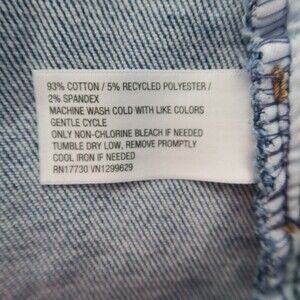 93% COTTON / 5% RECYCLED POLYESTER /
2% SPANDEX
MACHINE WASH COLD WITH LIKE COLORS
GENTLE CYCLE
ONLY NON-CHLORINE BLEACH IF NEEDED
TUMBLE DRY LOW, REMOVE PROMPTLY
COOL IRON IF NEEDED
RN17730 VN1299629